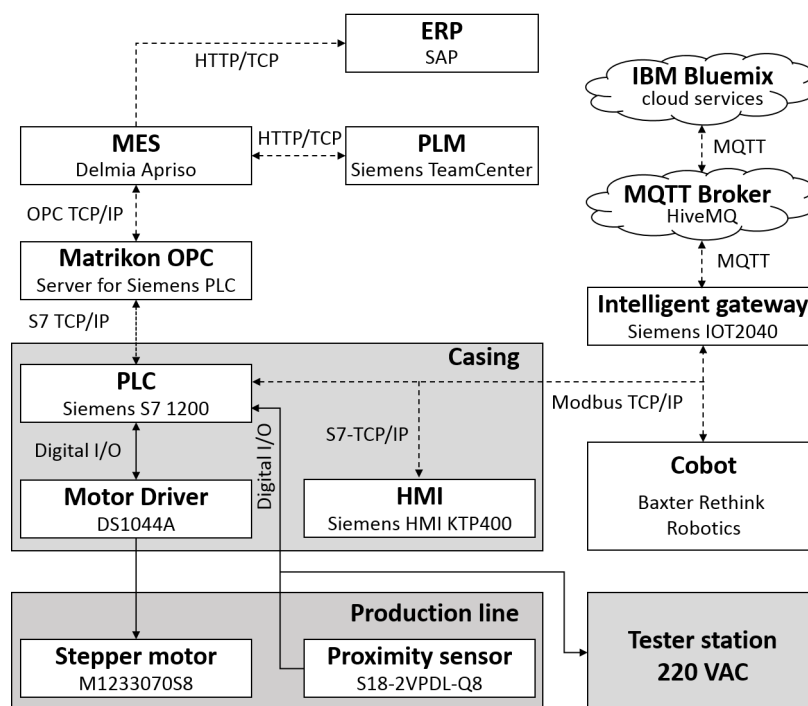 ERP
SAP
HTTP/TCP
IBM Bluemix
cloud services
MES
Delmia Apriso
HTTP/TCP
PLM
Siemens TeamCenter
MQTT
MQTT Broker
HiveMQ
OPC TCP/IP
Matrikon OPC
Server for Siemens PLC
MQTT
Intelligent gateway
Siemens IOT2040
S7 TCP/IP
Casing
PLC
Siemens S7 1200
Modbus TCP/IP
Digital I/O
Digital I/O
S7-TCP/IP
Motor Driver
DS1044A
HMI
Siemens HMI KTP400
Cobot
Baxter Rethink
Robotics
Production line
Stepper motor
M1233070S8
Proximity sensor
S18-2VPDL-Q8
Tester station
220 VAC